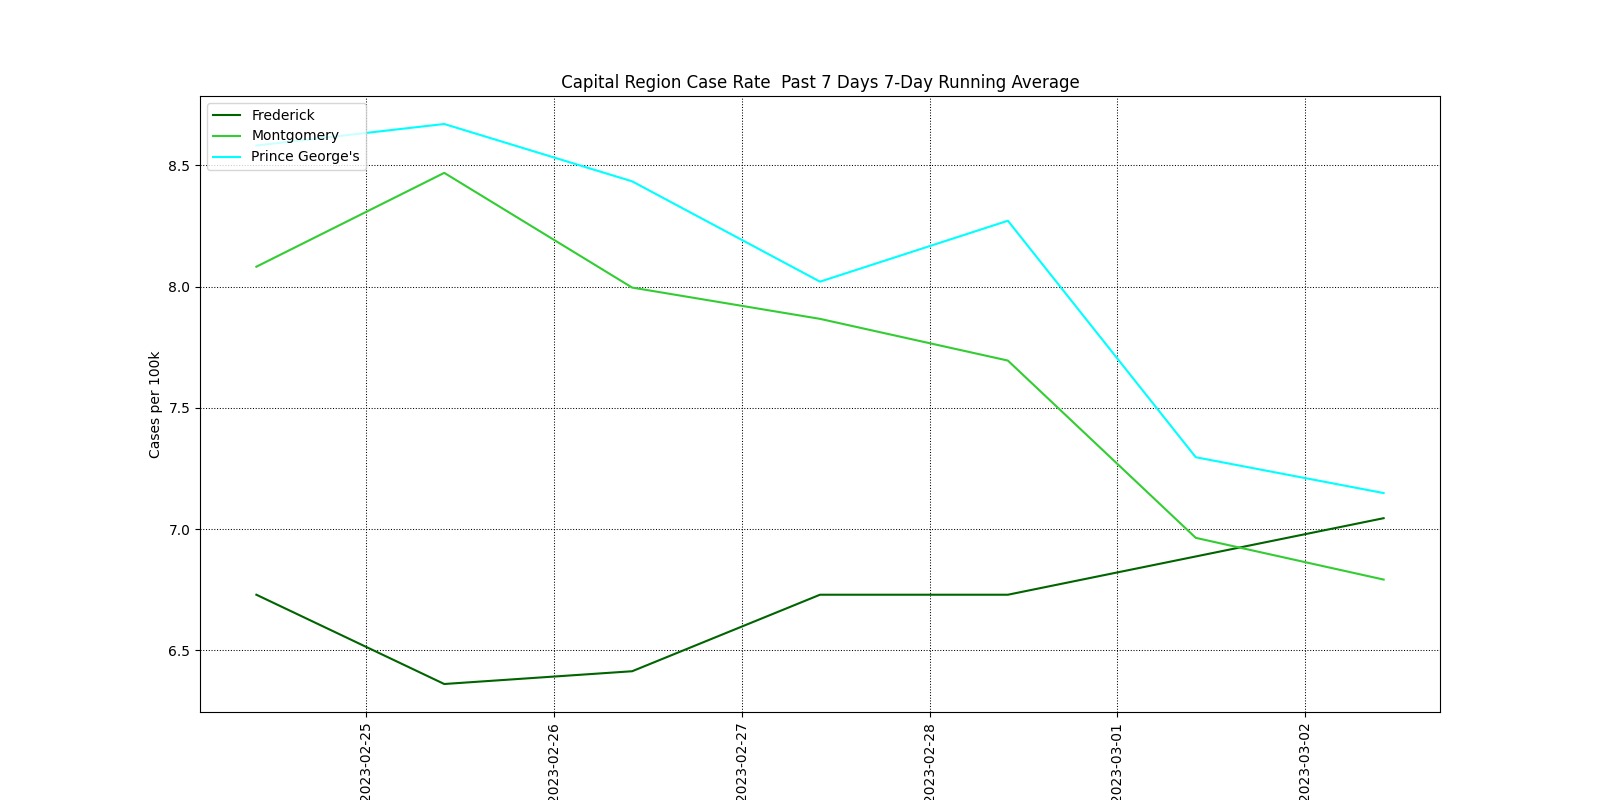 Capital Region Case Rate  Past 7 Days 7-Day Running Average
Frederick
Montgomery
Prince George's
Cases per 100k
8.5
8.0
7.5
7.0
6.5
2023-02-25
2023-02-26
2023-02-27
2023-02-28
2023-03-01
2023-03-02